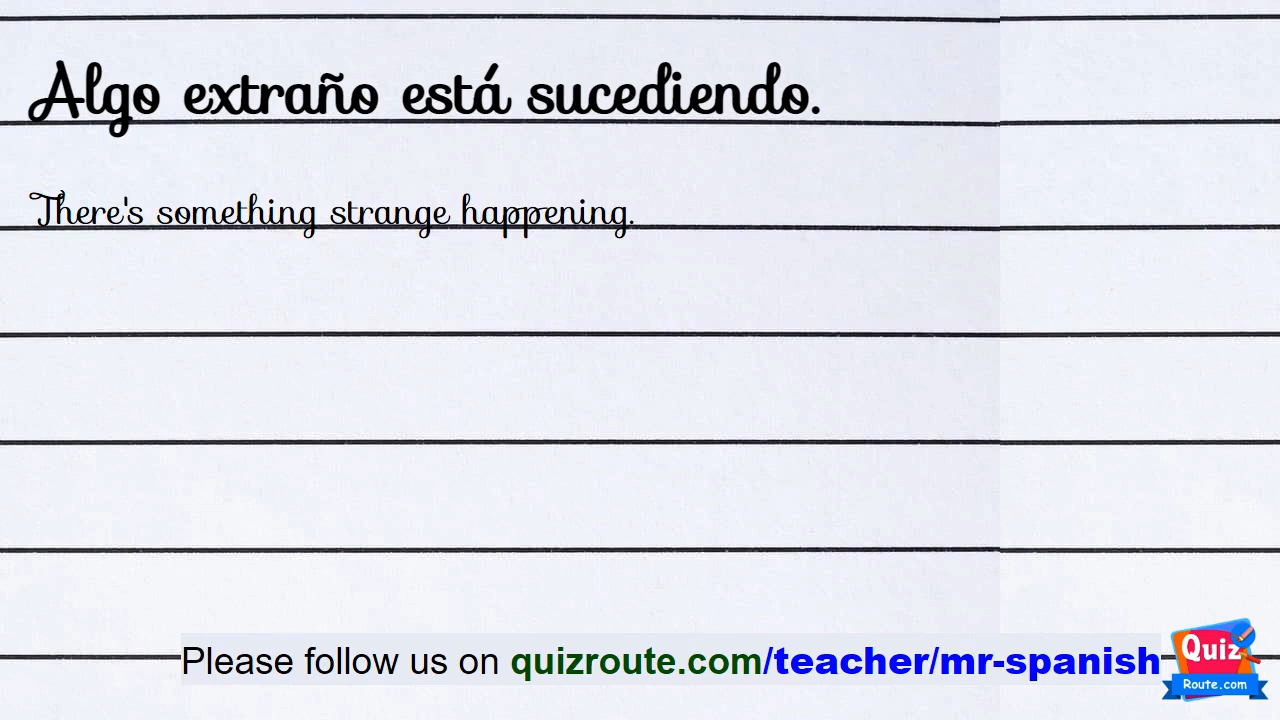 Algo extraño está sucediendo.
There's something strange happening.
Please follow us on quizroute.com/teacher/mr-spanish
Quiz
Route.com